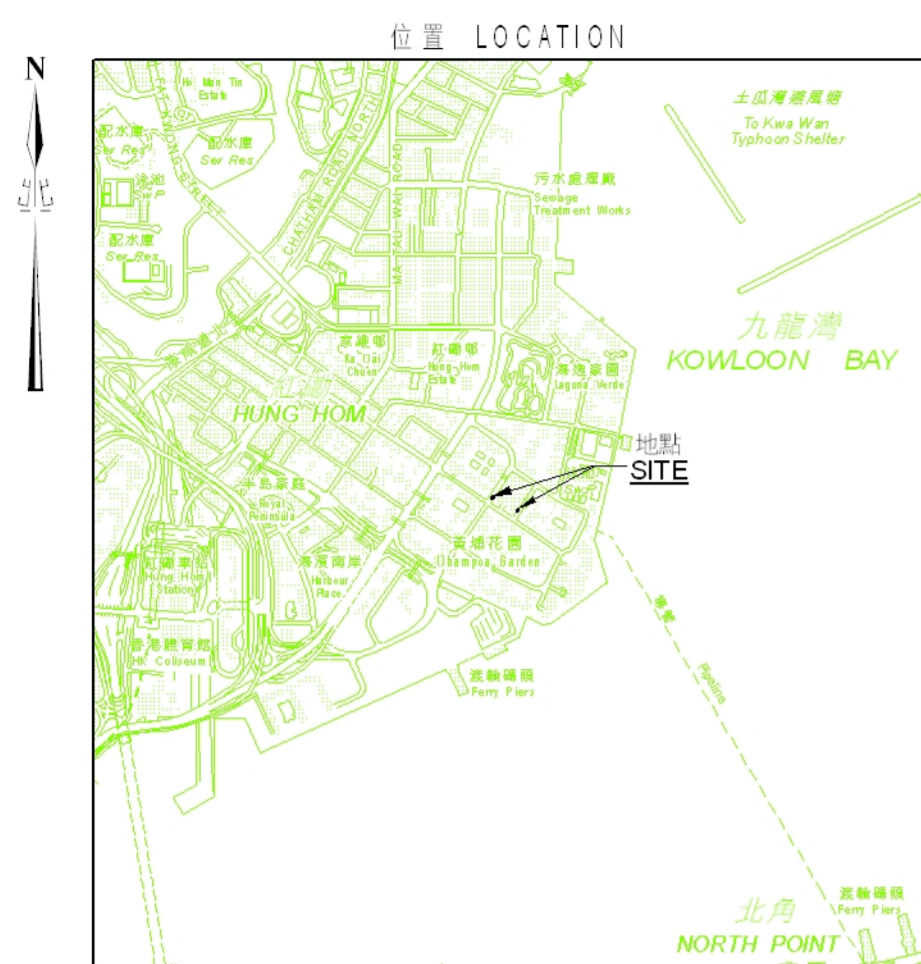 位置 LOCATION
N
北
Ho Man Tin
Estate
FAT KWONG STREET
配水庫
Ser Res
配水庫
Ser Res
泳池
SwP
配水庫
Ser Res
CHATHAM ROAD NORTH
MA TAU WAI ROAD
土瓜灣避風塘
To Kwa Wan
Typhoon Shelter
污水處理廠
Sewage
Treatment Works
九龍灣
KOWLOON BAY
家維邨
Ka Wai
Chuen
紅磡邨
Hung Hom
Estate
海逸豪園
Laguna Verde
紅磡
HUNG HOM
地點
SITE
半島豪庭
Royal
Peninsula
黃埔花園
Whampoa Garden
紅磡車站
Hung Hom
Station
海濱南岸
Harbour
Place
香港體育館
HK Coliseum
渡輪碼頭
Ferry Piers
Pipeline
渡輪碼頭
Ferry Piers
北角
NORTH POINT